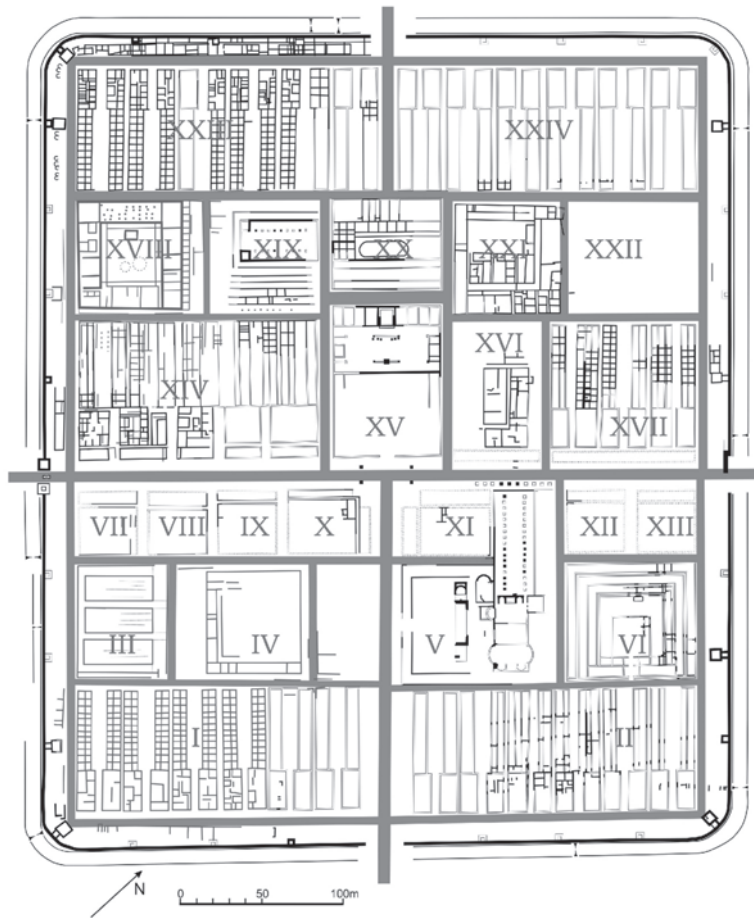 XXIII XXIV
XVIII XIX XX XXI XXII
XIV XV XVI XVII
VII VIII IX X XI XII XIII
III IV V VI
I II
N
0 50 100m